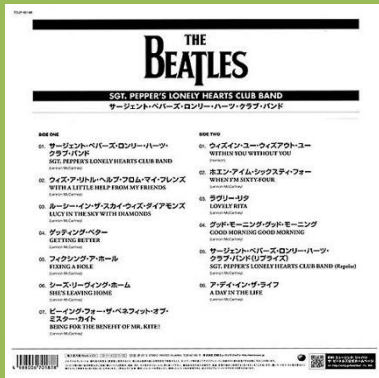 THE
BEATLES
SGT. PEPPER'S LONELY HEARTS CLUB BAND
サージェント・ペパーズ・ロンリー・ハーツ・クラブ・バンド
SIDE ONE
01. サージェント・ペパーズ・ロンリー・ハーツ・
クラブ・バンド
SGT. PEPPER'S LONELY HEARTS CLUB BAND
(Lennon-McCartney)
02. ウィズ・ア・リトル・ヘルプ・フロム・マイ・フレンズ
WITH A LITTLE HELP FROM MY FRIENDS
(Lennon-McCartney)
03. ルーシー・イン・ザ・スカイ・ウィズ・ダイアモンズ
LUCY IN THE SKY WITH DIAMONDS
(Lennon-McCartney)
04. ゲッティング・ベター
GETTING BETTER
(Lennon-McCartney)
05. フィクシング・ア・ホール
FIXING A HOLE
(Lennon-McCartney)
06. シーズ・リーヴィング・ホーム
SHE'S LEAVING HOME
(Lennon-McCartney)
07. ビーイング・フォー・ザ・ベネフィット・オブ・
ミスター・カイト
BEING FOR THE BENEFIT OF MR. KITE!
(Lennon-McCartney)
SIDE TWO
01. ウィズイン・ユー・ウィズアウト・ユー
WITHIN YOU WITHOUT YOU
(Harrison)
02. ホエン・アイム・シックスティ・フォー
WHEN I'M SIXTY-FOUR
(Lennon-McCartney)
03. ラヴリー・リタ
LOVELY RITA
(Lennon-McCartney)
04. グッド・モーニング・グッド・モーニング
GOOD MORNING GOOD MORNING
(Lennon-McCartney)
05. サージェント・ペパーズ・ロンリー・ハーツ・
クラブ・バンド(リプライズ)
SGT. PEPPER'S LONELY HEARTS CLUB BAND (Reprise)
(Lennon-McCartney)
06. ア・デイ・イン・ザ・ライフ
A DAY IN THE LIFE
(Lennon-McCartney)